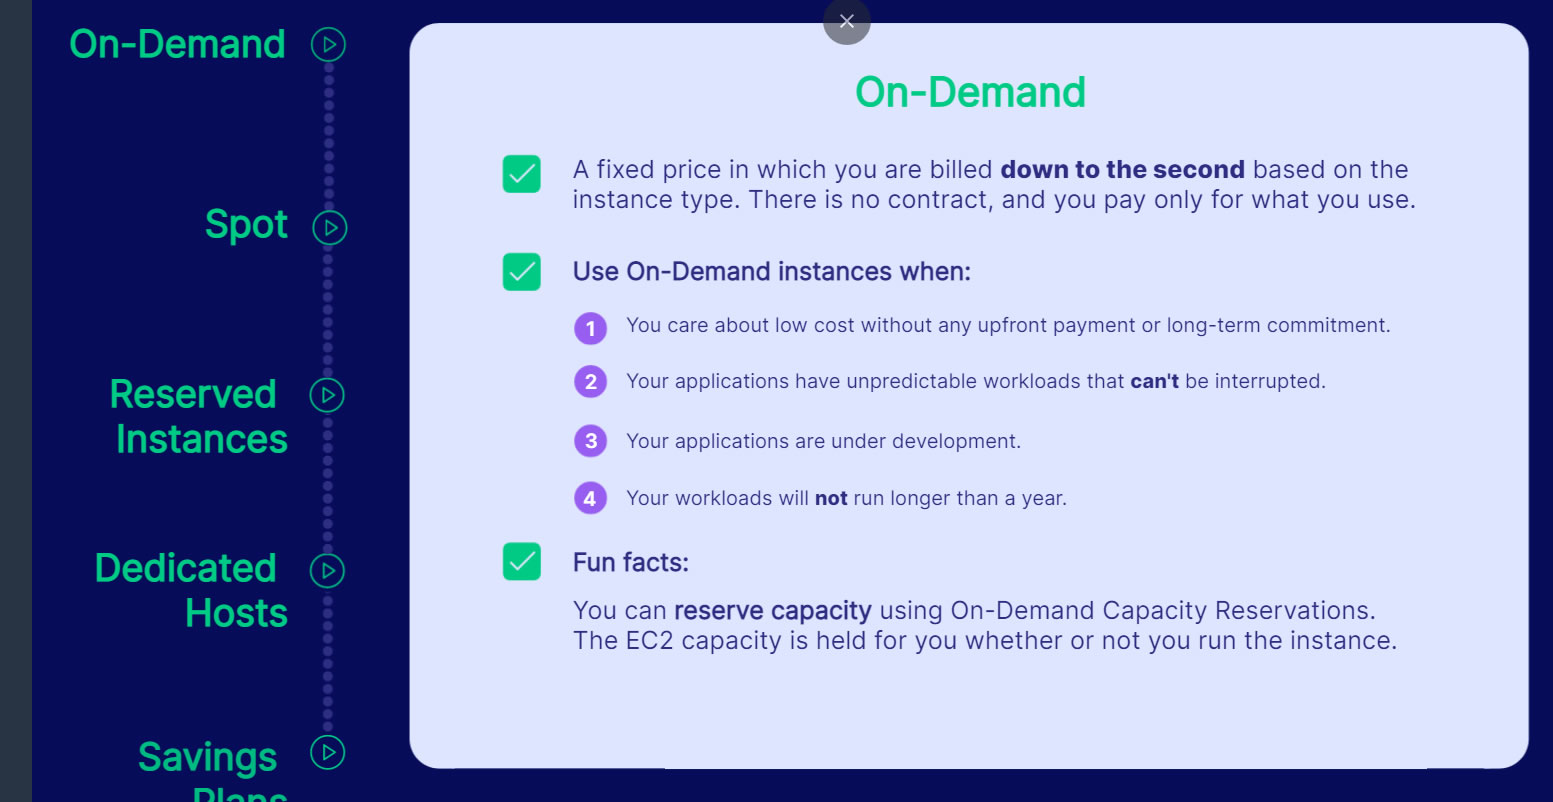 On-Demand
Spot
Reserved
Instances
Dedicated
Hosts
Savings
Plans
On-Demand
A fixed price in which you are billed down to the second based on the
instance type. There is no contract, and you pay only for what you use.
Use On-Demand instances when:
1 You care about low cost without any upfront payment or long-term commitment.
2 Your applications have unpredictable workloads that can't be interrupted.
3 Your applications are under development.
4 Your workloads will not run longer than a year.
Fun facts:
You can reserve capacity using On-Demand Capacity Reservations.
The EC2 capacity is held for you whether or not you run the instance.